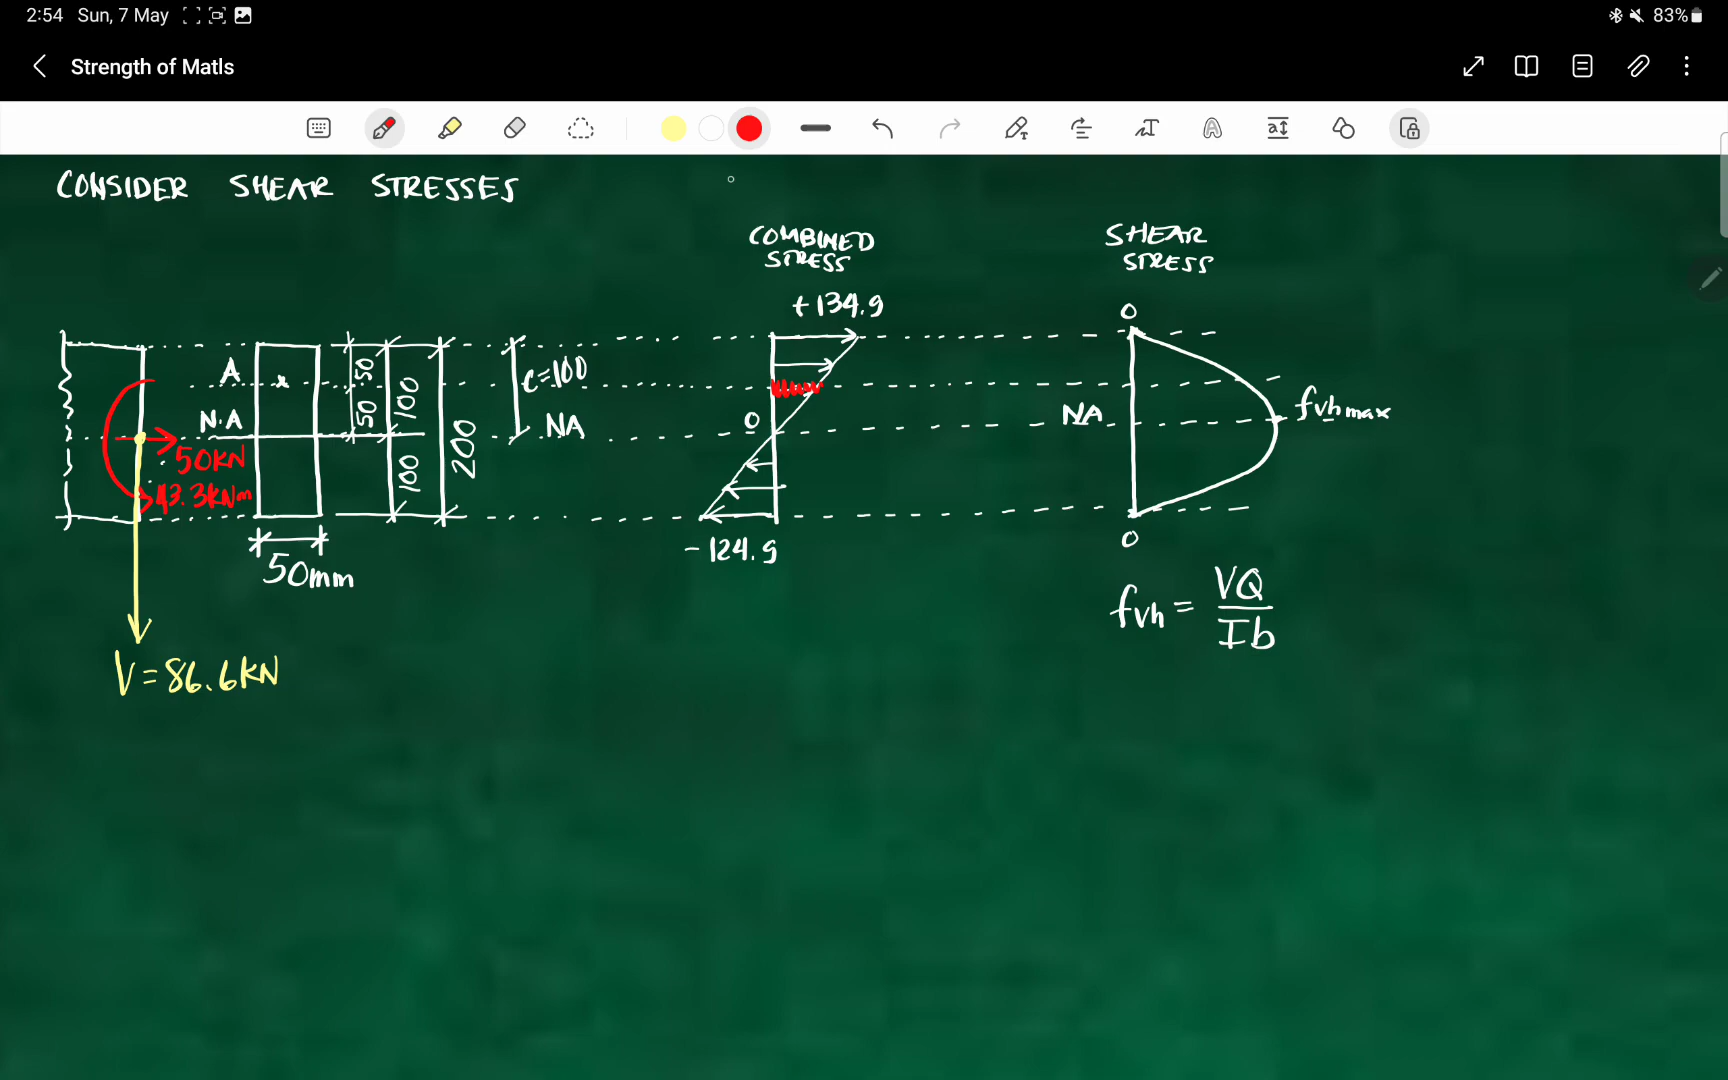 2:54 Sun, 7 May
83%
Strength of Matls
CONSIDER SHEAR STRESSES
COMBINED
STRESS
SHEAR
STRESS
+134.9
0
A
50
100
c=100
N.A
50
200
NA
0
NA
fvhmax
50KN
43.3KNm
100
-124.9
0
50mm
fvh = VQ
Ib
V=86.6KN